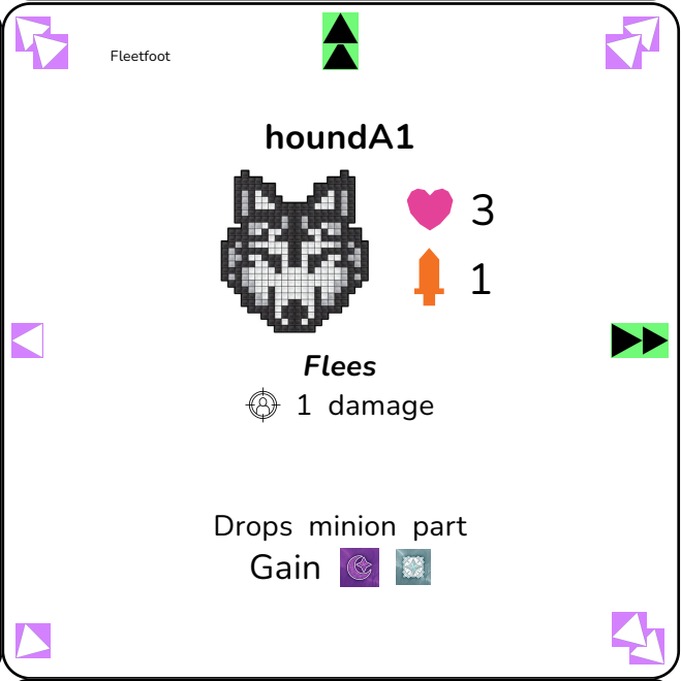 Fleetfoot
houndA1
3
1
Flees
1 damage
Drops minion part
Gain